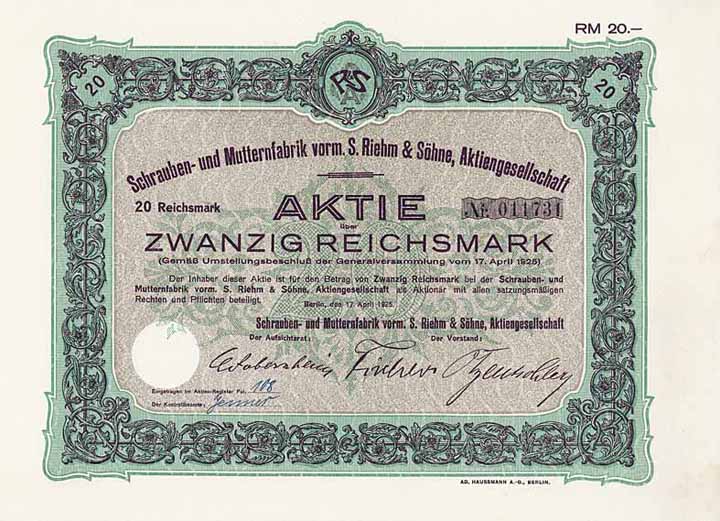 RM 20.—
20
RSA
20
Schrauben- und Mutternfabrik vorm. S. Riehm & Söhne, Aktiengesellschaft
20 Reichsmark
AKTIE
№ 011731
über
ZWANZIG REICHSMARK
(Gemäß Umstellungsbeschluß der Generalversammlung vom 17. April 1925)
Der Inhaber dieser Aktie ist für den Betrag von Zwanzig Reichsmark bei der Schrauben- und
Mutternfabrik vorm. S. Riehm & Söhne, Aktiengesellschaft als Aktionär mit allen satzungsmäßigen
Rechten und Pflichten beteiligt.
Berlin, den 17. April 1925.
Schrauben- und Mutternfabrik vorm. S. Riehm & Söhne, Aktiengesellschaft
Der Aufsichtsrat:
Der Vorstand:
Eingetragen im Aktien-Register Fol. 108
Der Kontrollbeamte:
AD. HAUSSMANN A.-G., BERLIN.